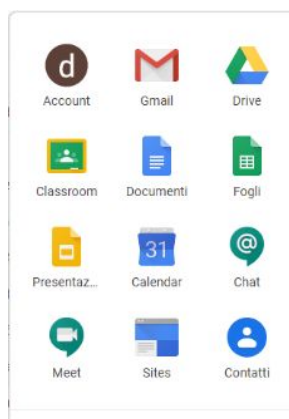 d
Account Gmail Drive
Classroom Documenti Fogli
31 @
Presentaz... Calendar Chat
Meet Sites Contatti